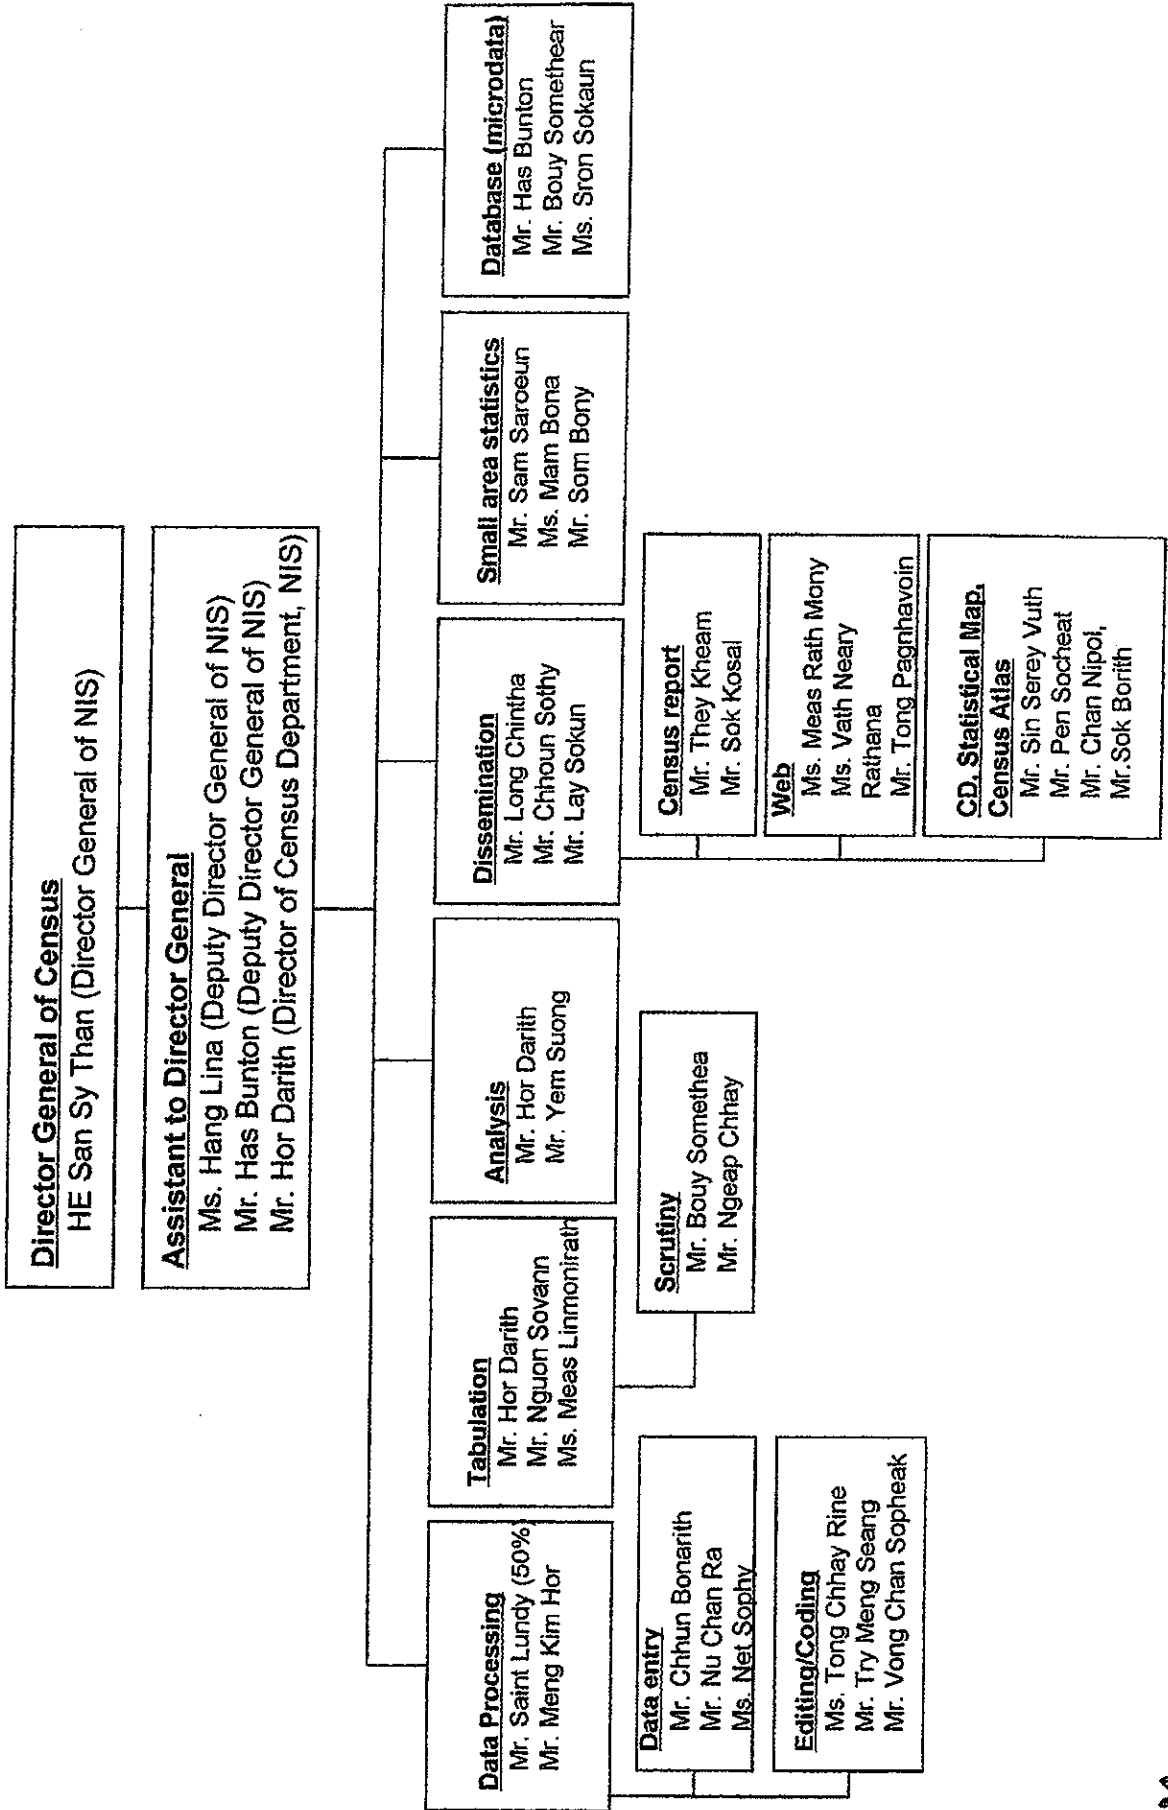 Director General of Census
HE San Sy Than (Director General of NIS)
Assistant to Director General
Ms. Hang Lina (Deputy Director General of NIS)
Mr. Has Bunton (Deputy Director General of NIS)
Mr. Hor Darith (Director of Census Department, NIS)
Data Processing
Mr. Saint Lundy (50%)
Mr. Meng Kim Hor
Data entry
Mr. Chhun Bonarith
Mr. Nu Chan Ra
Ms. Net Sophy
Editing/Coding
Ms. Tong Chhay Rine
Mr. Try Meng Seang
Mr. Vong Chan Sopheak
Tabulation
Mr. Hor Darith
Mr. Nguon Sovann
Ms. Meas Linmonirath
Scrutiny
Mr. Bouy Somethea
Mr. Ngeap Chhay
Analysis
Mr. Hor Darith
Mr. Yem Suong
Dissemination
Mr. Long Chintha
Mr. Chhoun Sothy
Mr. Lay Sokun
Census report
Mr. They Kheam
Mr. Sok Kosal
Web
Ms. Meas Rath Mony
Ms. Vath Neary
Rathana
Mr. Tong Pagnhavoin
CD, Statistical Map,
Census Atlas
Mr. Sin Serey Vuth
Mr. Pen Socheat
Mr. Chan Nipol,
Mr.Sok Borith
Small area statistics
Mr. Sam Saroeun
Ms. Mam Bona
Mr. Som Bony
Database (microdata)
Mr. Has Bunton
Mr. Bouy Somethear
Ms. Sron Sokaun